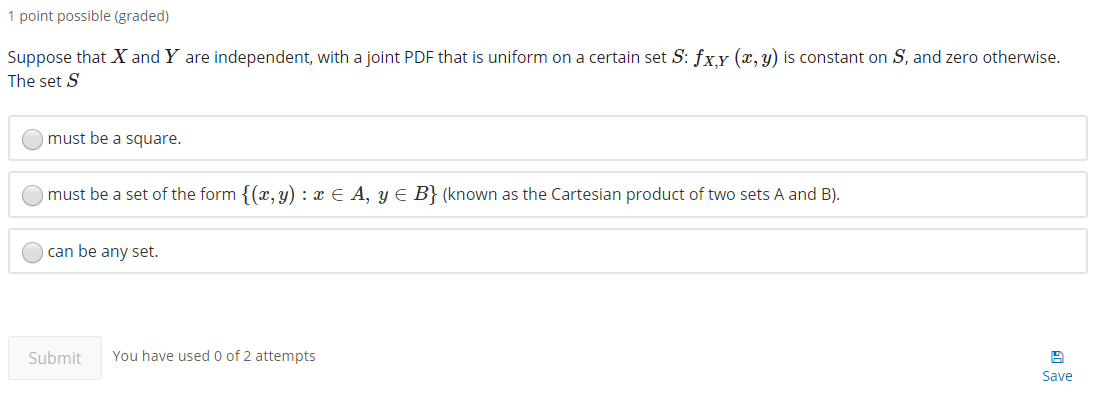 1 point possible (graded)
Suppose that X and Y are independent, with a joint PDF that is uniform on a certain set S: f_{X,Y} (x, y) is constant on S, and zero otherwise.
The set S
must be a square.
must be a set of the form {(x, y) : x ∈ A, y ∈ B} (known as the Cartesian product of two sets A and B).
can be any set.
Submit You have used 0 of 2 attempts
Save